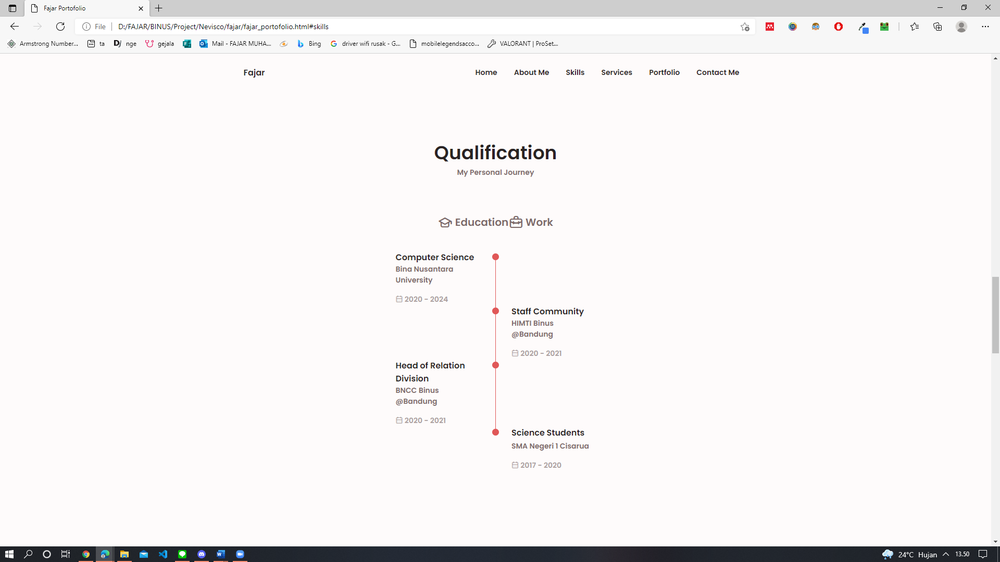 Fajar Portofolio
File
D:/FAJAR/BINUS/Project/Nevisco/fajar/fajar_portofolio.html#skills
Armstrong Number...
ta
Dj nge
gejala
Mail - FAJAR MUHA...
Bing
driver wifi rusak - G...
mobilelegendsacco...
VALORANT | ProSet...
Fajar
Home
About Me
Skills
Services
Portfolio
Contact Me
Qualification
My Personal Journey
Education
Work
Computer Science
Bina Nusantara
University
2020 - 2024
Staff Community
HIMTI Binus
@Bandung
2020 - 2021
Head of Relation
Division
BNCC Binus
@Bandung
2020 - 2021
Science Students
SMA Negeri 1 Cisarua
2017 - 2020
24°C Hujan
13.50